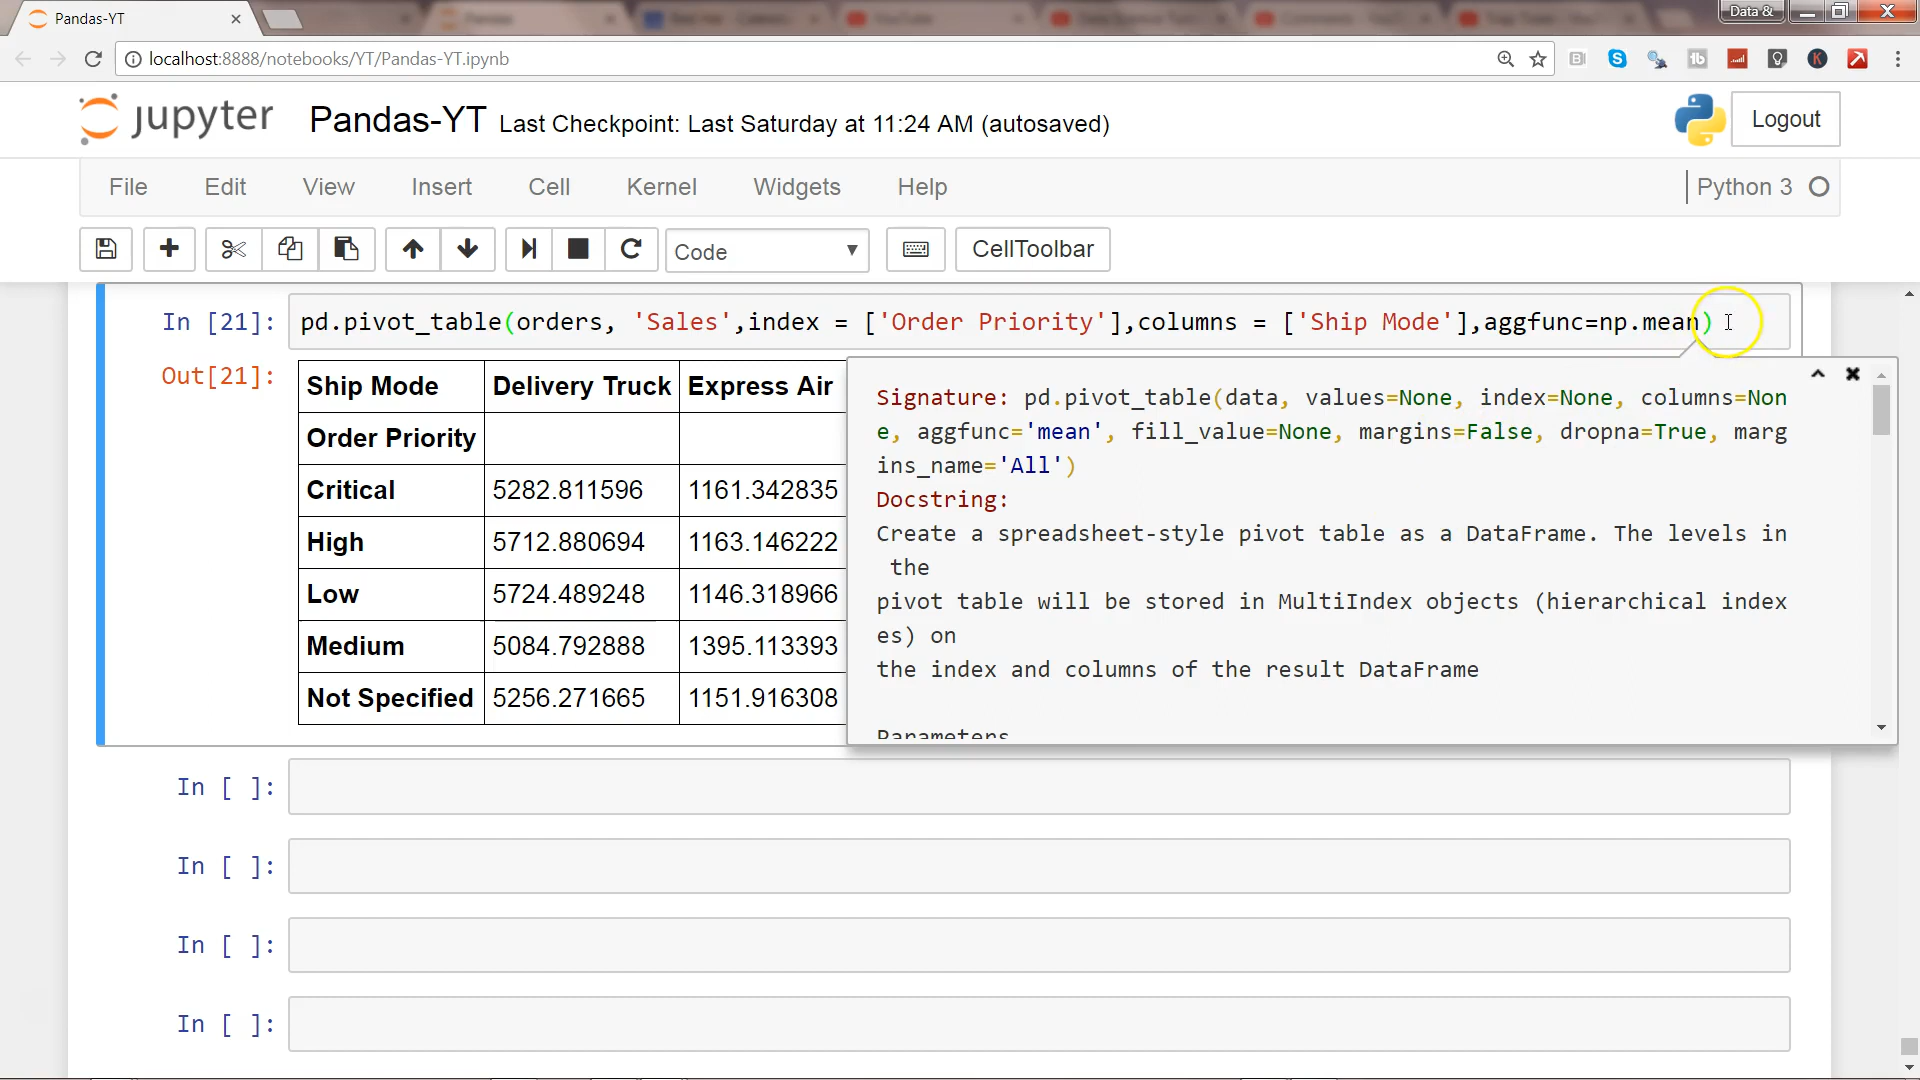 Pandas-YT
Pandas
YouTube
Data &
localhost:8888/notebooks/YT/Pandas-YT.ipynb
jupyter
Pandas-YT Last Checkpoint: Last Saturday at 11:24 AM (autosaved)
Logout
File Edit View Insert Cell Kernel Widgets Help
Python 3
Code
CellToolbar
In [21]: pd.pivot_table(orders, 'Sales',index = ['Order Priority'],columns = ['Ship Mode'],aggfunc=np.mean)
Out[21]:
Ship Mode Delivery Truck Express Air
Order Priority
Critical 5282.811596 1161.342835
High 5712.880694 1163.146222
Low 5724.489248 1146.318966
Medium 5084.792888 1395.113393
Not Specified 5256.271665 1151.916308
Signature: pd.pivot_table(data, values=None, index=None, columns=Non
e, aggfunc='mean', fill_value=None, margins=False, dropna=True, marg
ins_name='All')
Docstring:
Create a spreadsheet-style pivot table as a DataFrame. The levels in
the
pivot table will be stored in MultiIndex objects (hierarchical index
es) on
the index and columns of the result DataFrame
Parameters
In [ ]:
In [ ]:
In [ ]:
In [ ]: